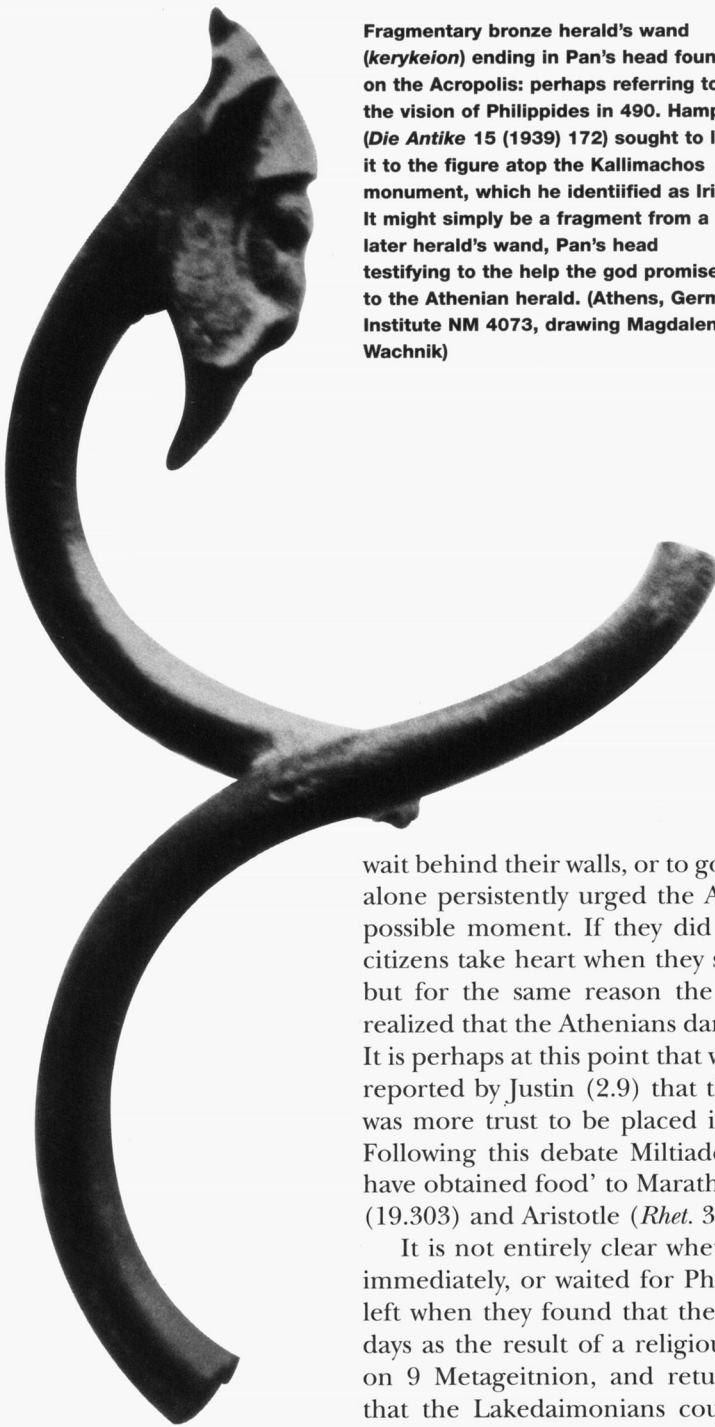 Fragmentary bronze herald's wand
(kerykeion) ending in Pan's head foun
on the Acropolis: perhaps referring to
the vision of Philippides in 490. Hamp
(Die Antike 15 (1939) 172) sought to l
it to the figure atop the Kallimachos
monument, which he identiified as Iri
It might simply be a fragment from a
later herald's wand, Pan's head
testifying to the help the god promise
to the Athenian herald. (Athens, Germ
Institute NM 4073, drawing Magdalen
Wachnik)
wait behind their walls, or to go
alone persistently urged the A
possible moment. If they did
citizens take heart when they s
but for the same reason the
realized that the Athenians dar
It is perhaps at this point that w
reported by Justin (2.9) that t
was more trust to be placed i
Following this debate Miltiade
have obtained food' to Marath
(19.303) and Aristotle (Rhet. 3
It is not entirely clear whe
immediately, or waited for Ph
left when they found that the
days as the result of a religiou
on 9 Metageitnion, and retu
that the Lakedaimonians cou